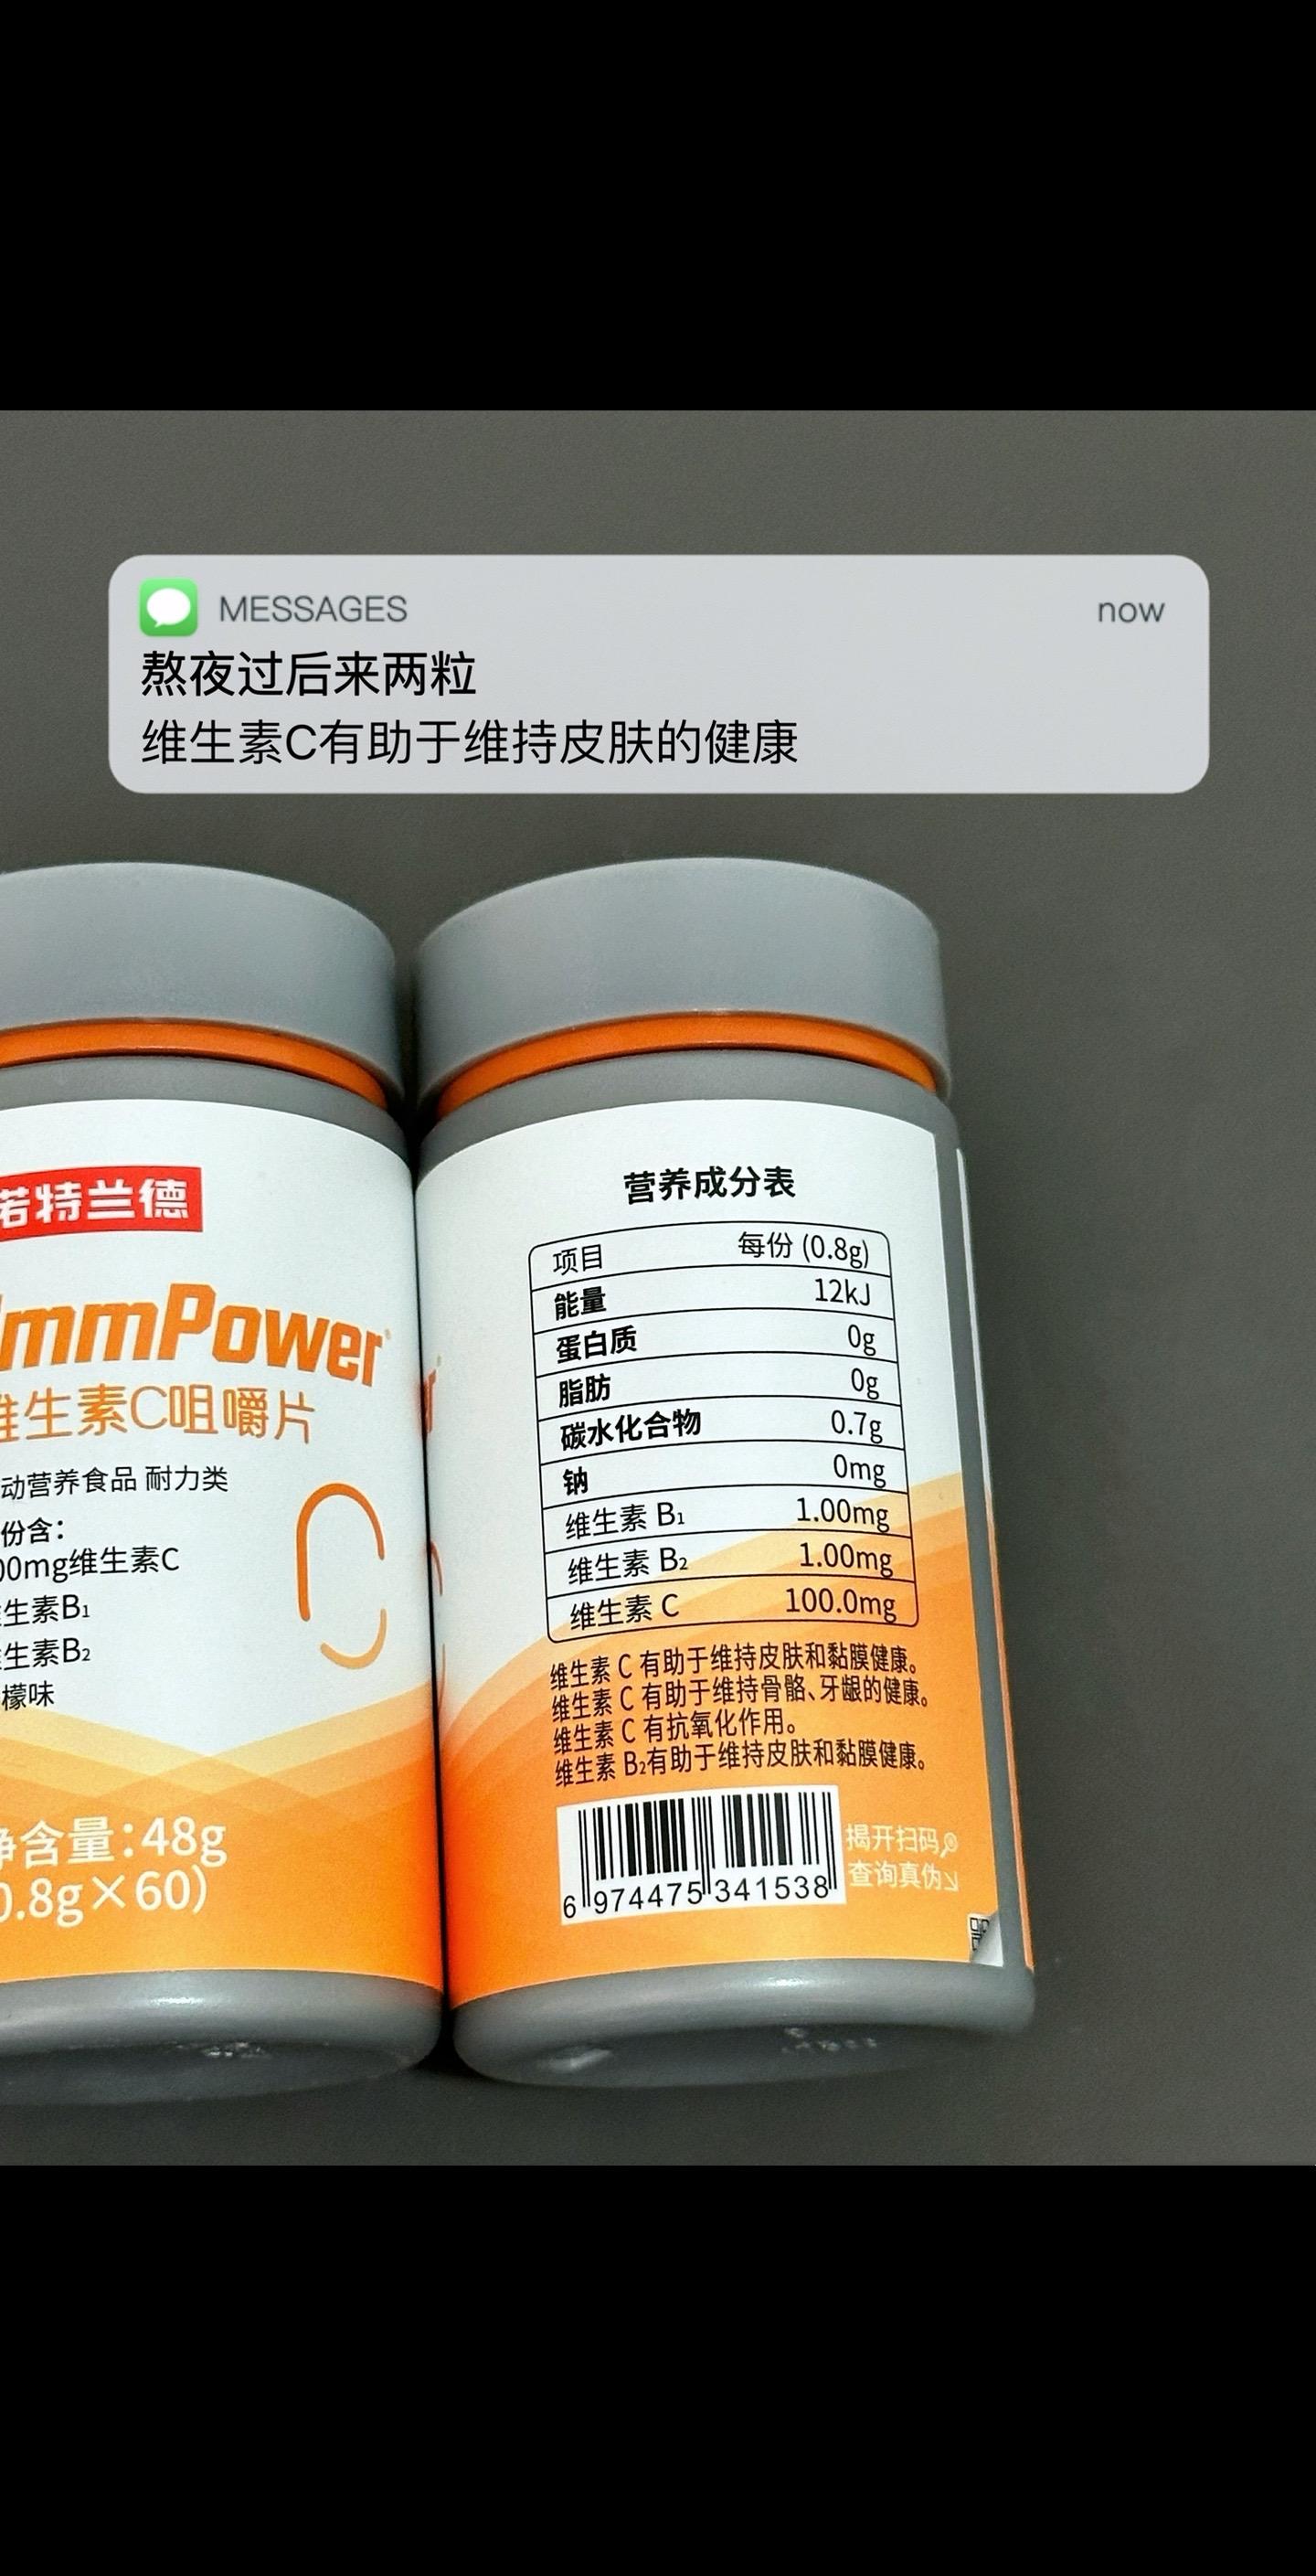 MESSAGES
now
熬夜过后来两粒
维生素C有助于维持皮肤的健康
诺特兰德
ImmPower
维生素C咀嚼片
动营养食品 耐力类
份含：
00mg维生素C
维生素B₁
维生素B₂
檬味
净含量：48g
0.8g×60）
营养成分表
项目 每份 (0.8g)
能量 12kJ
蛋白质 0g
脂肪 0g
碳水化合物 0.7g
钠 0mg
维生素 B₁ 1.00mg
维生素 B₂ 1.00mg
维生素 C 100.0mg
维生素 C 有助于维持皮肤和黏膜健康。
维生素 C 有助于维持骨骼、牙龈的健康。
维生素 C 有抗氧化作用。
维生素 B₂有助于维持皮肤和黏膜健康。
6 974475 341538
揭开扫码
查询真伪